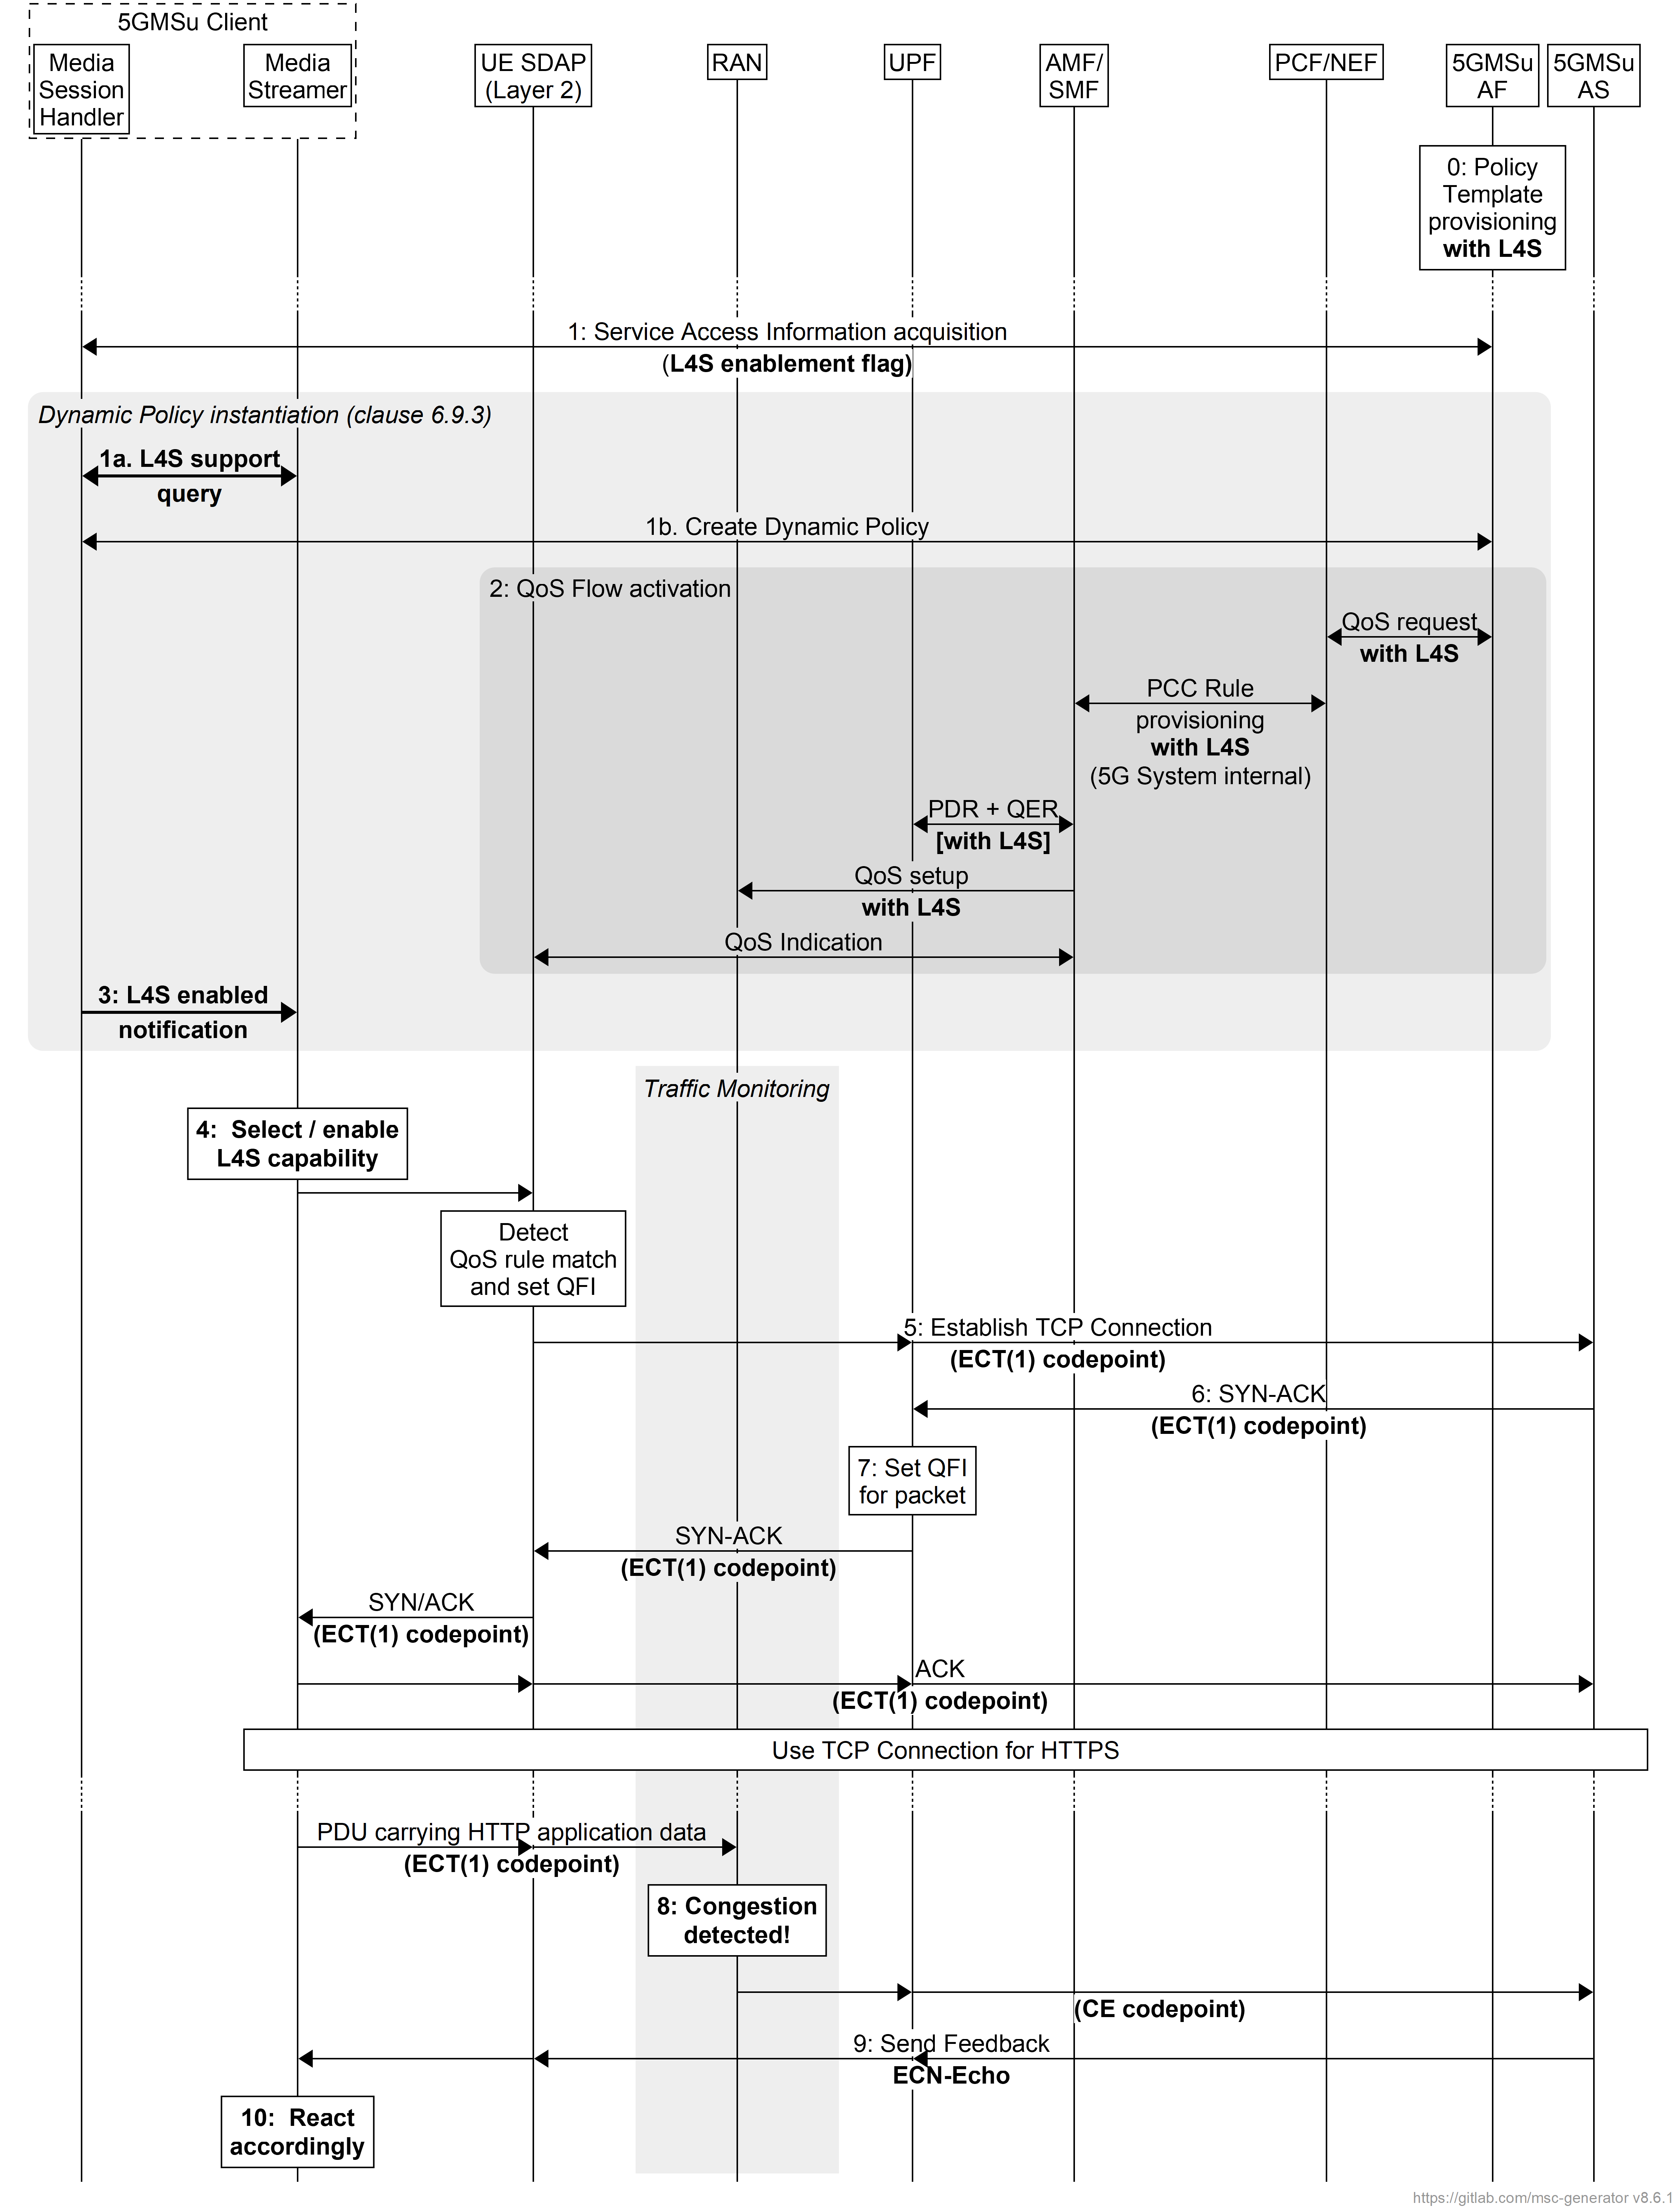 5GMSu Client
Media
Session
Handler
Media
Streamer
UE SDAP
(Layer 2)
RAN
UPF
AMF/
SMF
PCF/NEF
5GMSu
AF
5GMSu
AS
0: Policy
Template
provisioning
with L4S
1: Service Access Information acquisition
(L4S enablement flag)
Dynamic Policy instantiation (clause 6.9.3)
1a. L4S support
query
1b. Create Dynamic Policy
2: QoS Flow activation
QoS request
with L4S
PCC Rule
provisioning
with L4S
(5G System internal)
PDR + QER
[with L4S]
QoS setup
with L4S
QoS Indication
3: L4S enabled
notification
Traffic Monitoring
4:  Select / enable
L4S capability
Detect
QoS rule match
and set QFI
5: Establish TCP Connection
(ECT(1) codepoint)
6: SYN-ACK
(ECT(1) codepoint)
7: Set QFI
for packet
SYN-ACK
(ECT(1) codepoint)
SYN/ACK
(ECT(1) codepoint)
ACK
(ECT(1) codepoint)
Use TCP Connection for HTTPS
PDU carrying HTTP application data
(ECT(1) codepoint)
8: Congestion
detected!
(CE codepoint)
9: Send Feedback
ECN-Echo
10:  React
accordingly
https://gitlab.com/msc-generator v8.6.1